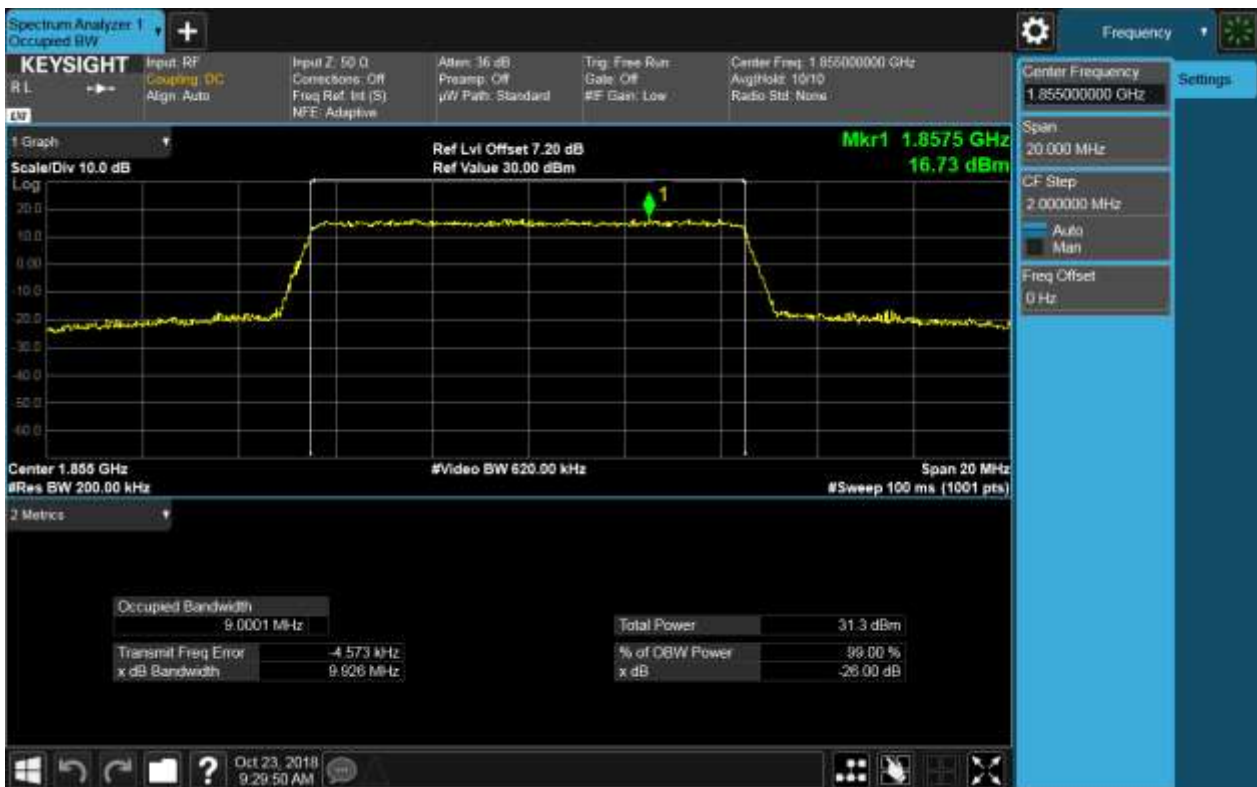 Spectrum Analyzer 1
Occupied BW
Frequency
KEYSIGHT
R L
Input: RF
Coupling: DC
Align: Auto
Input Z: 50 Ω
Corrections: Off
Freq Ref: Int (S)
NFE: Adaptive
Atten: 36 dB
Preamp: Off
µW Path: Standard
Trig: Free Run
Gate: Off
#IF Gain: Low
Center Freq: 1.855000000 GHz
Avg|Hold: 10/10
Radio Std: None
Center Frequency
1.855000000 GHz
Settings
Span
20.000 MHz
CF Step
2.000000 MHz
Auto
Man
Freq Offset
0 Hz
1 Graph
Scale/Div 10.0 dB
Ref Lvl Offset 7.20 dB
Ref Value 30.00 dBm
Mkr1 1.8575 GHz
16.73 dBm
Log
20.0
10.0
0.00
-10.0
-20.0
-30.0
-40.0
-50.0
-60.0
1
Center 1.855 GHz
#Video BW 620.00 kHz
Span 20 MHz
#Res BW 200.00 kHz
#Sweep 100 ms (1001 pts)
2 Metrics
Occupied Bandwidth
9.0001 MHz
Transmit Freq Error -4.573 kHz
x dB Bandwidth 9.926 MHz
Total Power 31.3 dBm
% of OBW Power 99.00 %
x dB -26.00 dB
?
Oct 23, 2018
9:29:50 AM